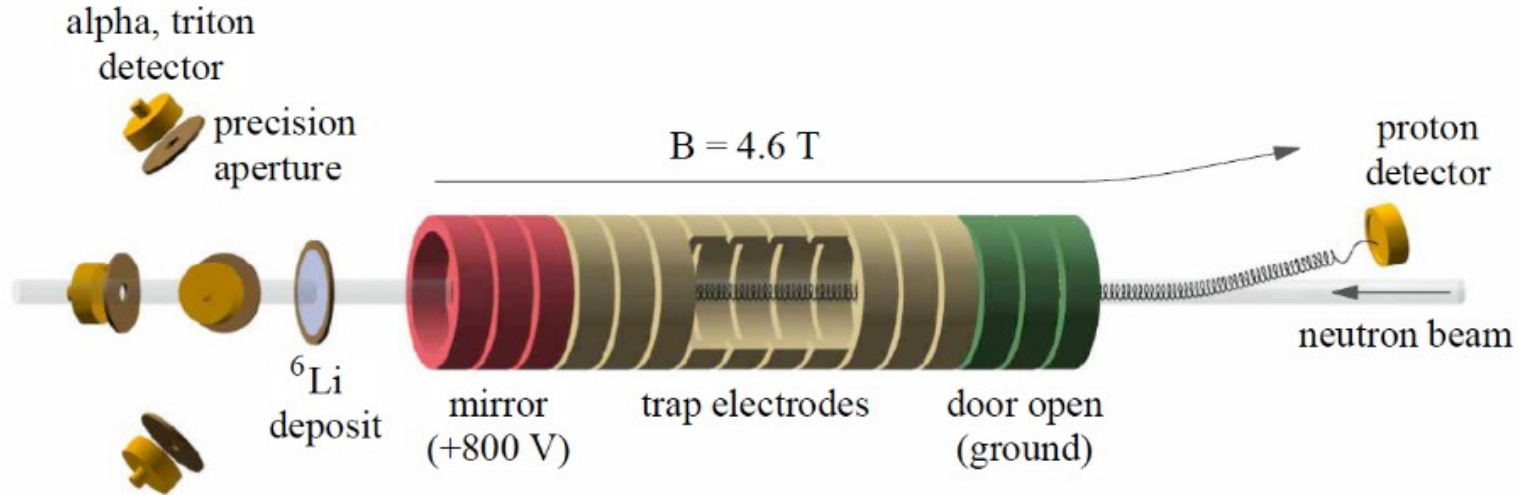 alpha, triton
detector
precision
aperture
B = 4.6 T
proton
detector
neutron beam
⁶Li
deposit
mirror
(+800 V)
trap electrodes
door open
(ground)